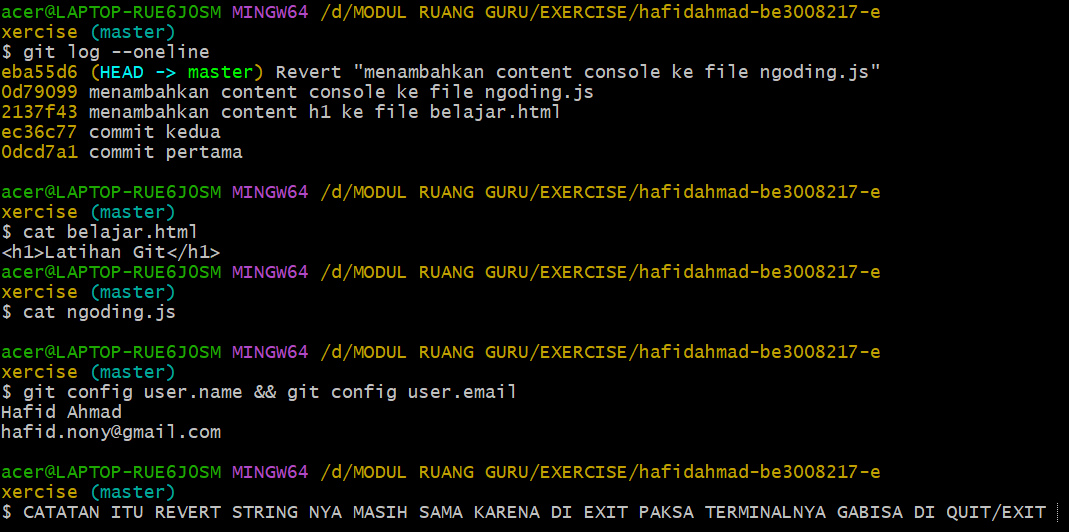 acer@LAPTOP-RUE6J0SM MINGW64 /d/MODUL RUANG GURU/EXERCISE/hafidahmad-be3008217-e
xercise (master)
$ git log --oneline
eba55d6 (HEAD -> master) Revert "menambahkan content console ke file ngoding.js"
0d79099 menambahkan content console ke file ngoding.js
2137f43 menambahkan content h1 ke file belajar.html
ec36c77 commit kedua
0dcd7a1 commit pertama
acer@LAPTOP-RUE6J0SM MINGW64 /d/MODUL RUANG GURU/EXERCISE/hafidahmad-be3008217-e
xercise (master)
$ cat belajar.html
<h1>Latihan Git</h1>
acer@LAPTOP-RUE6J0SM MINGW64 /d/MODUL RUANG GURU/EXERCISE/hafidahmad-be3008217-e
xercise (master)
$ cat ngoding.js
acer@LAPTOP-RUE6J0SM MINGW64 /d/MODUL RUANG GURU/EXERCISE/hafidahmad-be3008217-e
xercise (master)
$ git config user.name && git config user.email
Hafid Ahmad
hafid.nony@gmail.com
acer@LAPTOP-RUE6J0SM MINGW64 /d/MODUL RUANG GURU/EXERCISE/hafidahmad-be3008217-e
xercise (master)
$ CATATAN ITU REVERT STRING NYA MASIH SAMA KARENA DI EXIT PAKSA TERMINALNYA GABISA DI QUIT/EXIT